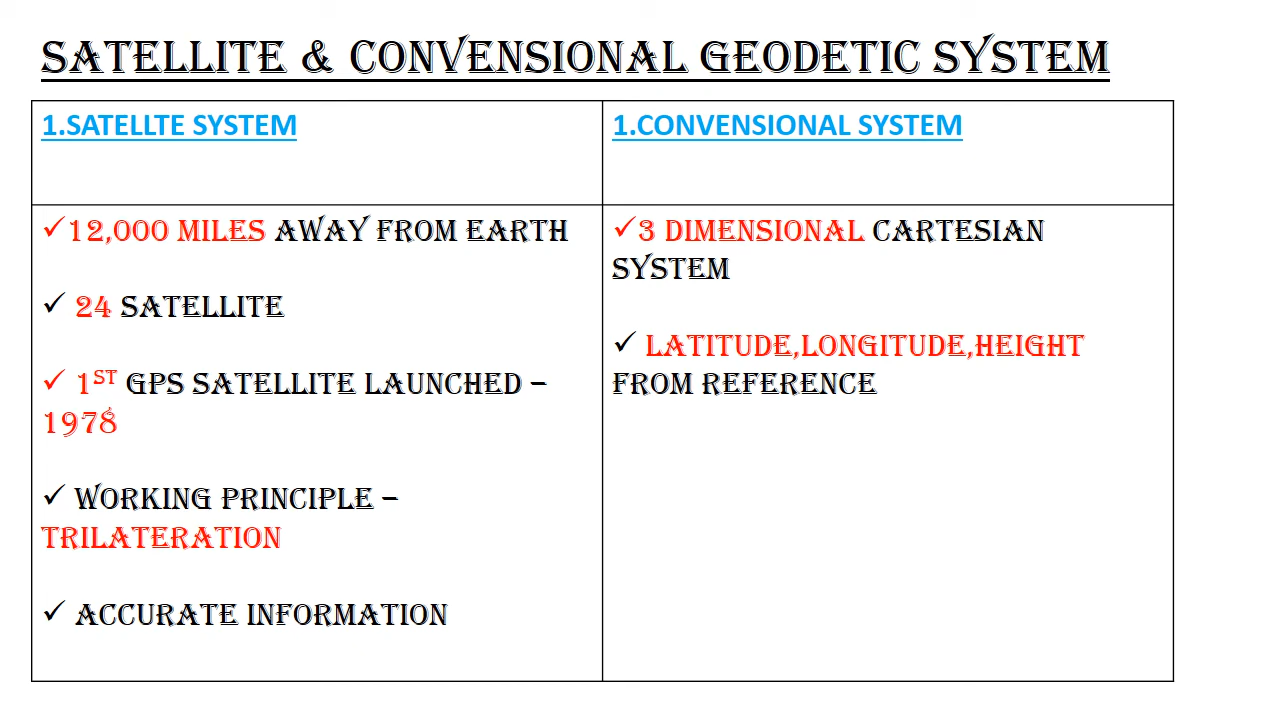 SATELLITE & CONVENSIONAL GEODETIC SYSTEM
1.SATELLTE SYSTEM
✓12,000 MILES AWAY FROM EARTH
✓ 24 SATELLITE
✓ 1ST GPS SATELLITE LAUNCHED –
1978
✓ WORKING PRINCIPLE –
TRILATERATION
✓ ACCURATE INFORMATION
1.CONVENSIONAL SYSTEM
✓3 DIMENSIONAL CARTESIAN
SYSTEM
✓ LATITUDE,LONGITUDE,HEIGHT
FROM REFERENCE